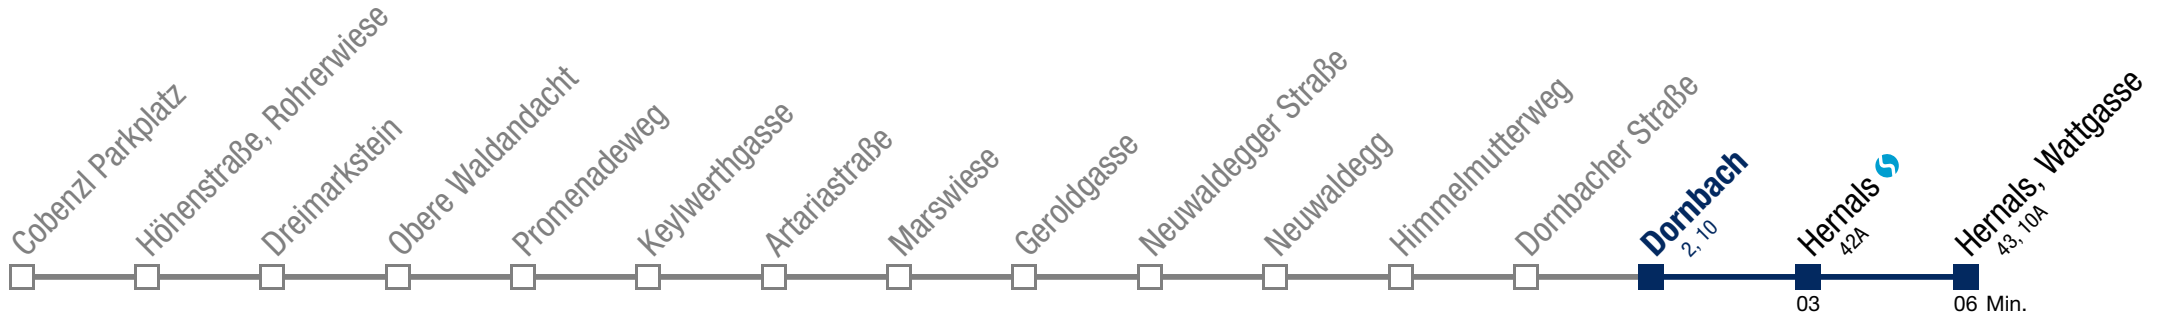 Cobenzl Parkplatz
Höhenstraße, Rohrerwiese
Dreimarkstein
Obere Waldandacht
Promenadeweg
Keylwerthgasse
Artariastraße
Marswiese
Geroldgasse
Neuwaldegger Straße
Neuwaldegg
Himmelmutterweg
Dornbacher Straße
Dornbach
2, 10
Hernals
42A
Hernals, Wattgasse
43, 10A
03
06 Min.